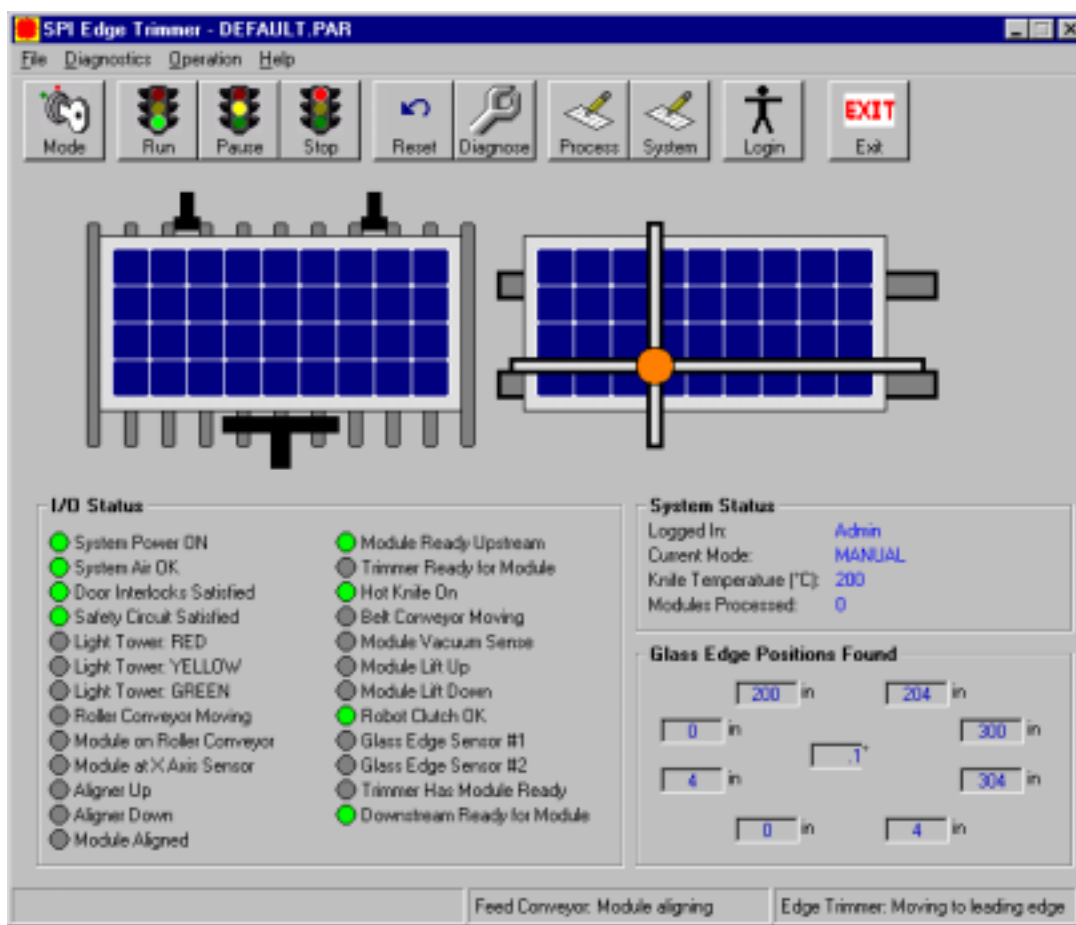 SPI Edge Trimmer - DEFAULT.PAR
File Diagnostics Operation Help
Mode Run Pause Stop Reset Diagnose Process System Login EXIT Exit
I/O Status
System Power ON
System Air OK
Door Interlocks Satisfied
Safety Circuit Satisfied
Light Tower: RED
Light Tower: YELLOW
Light Tower: GREEN
Roller Conveyor Moving
Module on Roller Conveyor
Module at X Axis Sensor
Aligner Up
Aligner Down
Module Aligned
Module Ready Upstream
Trimmer Ready for Module
Hot Knife On
Belt Conveyor Moving
Module Vacuum Sense
Module Lift Up
Module Lift Down
Robot Clutch OK
Glass Edge Sensor #1
Glass Edge Sensor #2
Trimmer Has Module Ready
Downstream Ready for Module
System Status
Logged In: Admin
Current Mode: MANUAL
Knife Temperature (°C): 200
Modules Processed: 0
Glass Edge Positions Found
200 in 204 in
0 in 300 in
.1°
4 in 304 in
0 in 4 in
Feed Conveyor: Module aligning
Edge Trimmer: Moving to leading edge